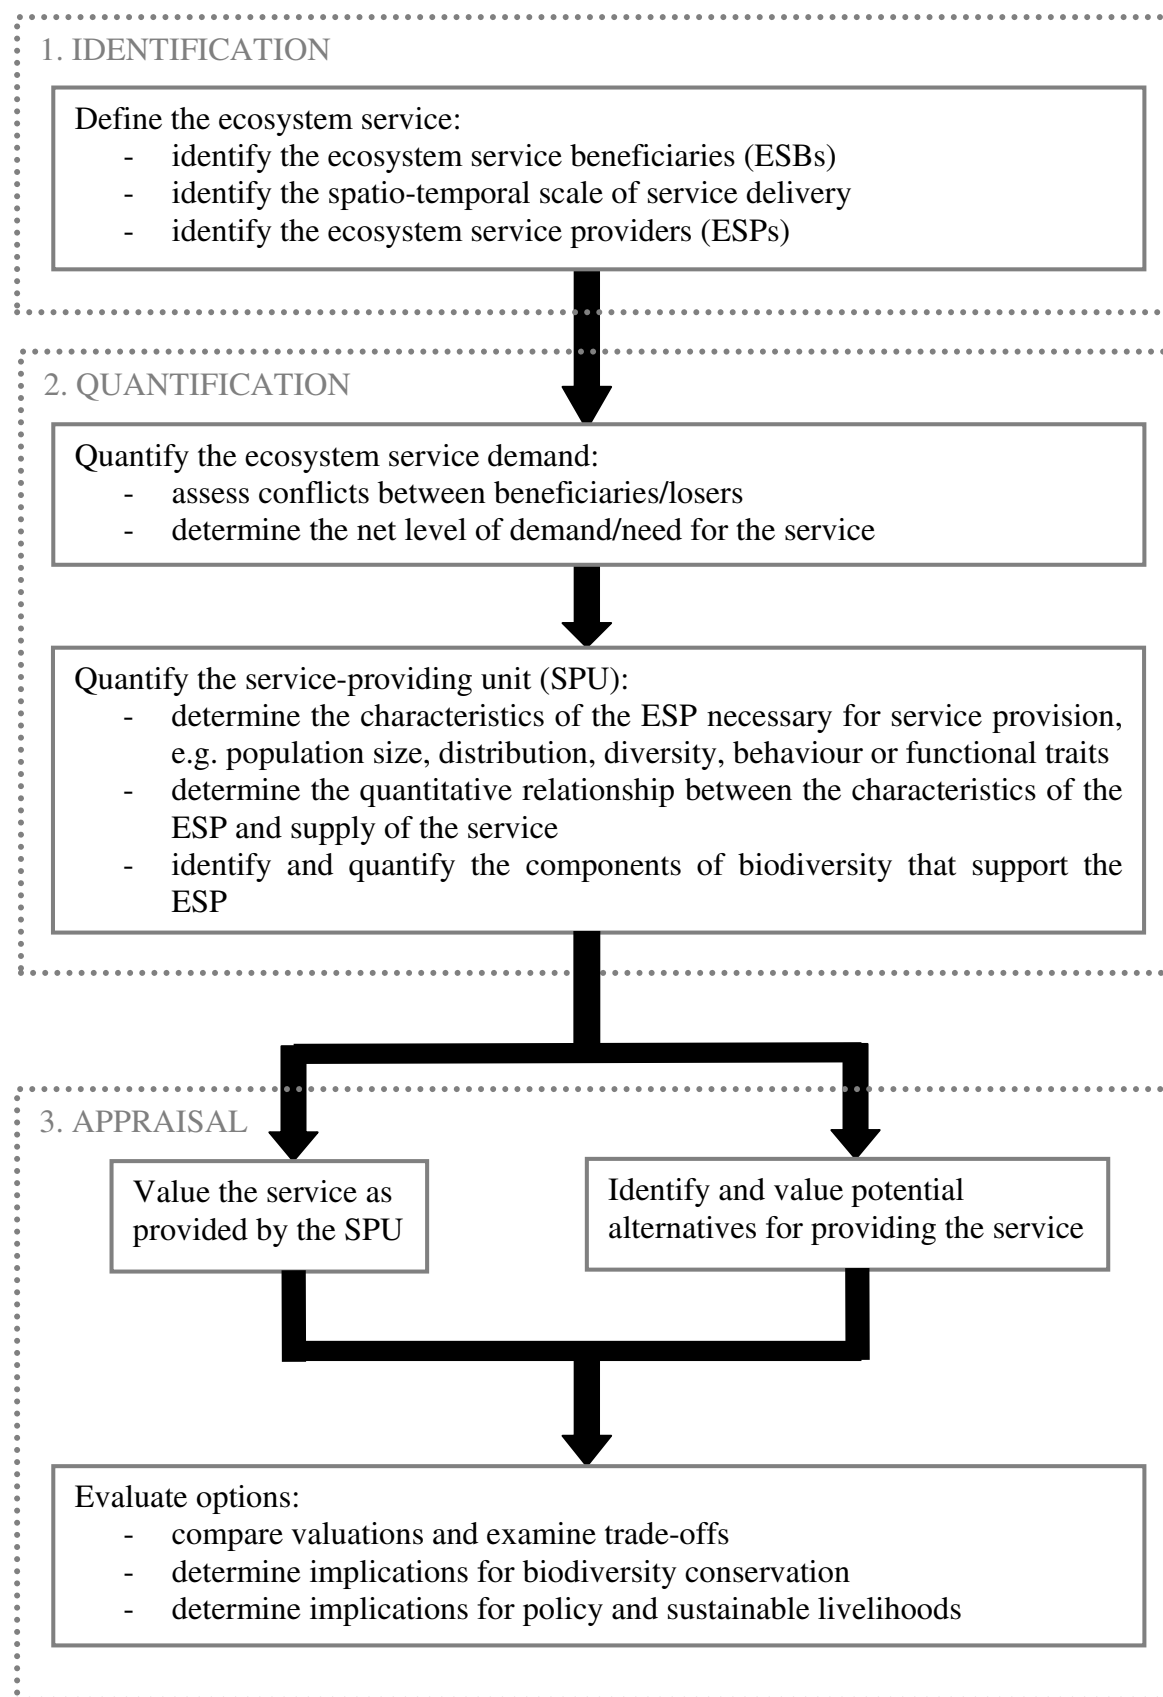 1. IDENTIFICATION
Define the ecosystem service:
- identify the ecosystem service beneficiaries (ESBs)
- identify the spatio-temporal scale of service delivery
- identify the ecosystem service providers (ESPs)
2. QUANTIFICATION
Quantify the ecosystem service demand:
- assess conflicts between beneficiaries/losers
- determine the net level of demand/need for the service
Quantify the service-providing unit (SPU):
- determine the characteristics of the ESP necessary for service provision,
e.g. population size, distribution, diversity, behaviour or functional traits
- determine the quantitative relationship between the characteristics of the
ESP and supply of the service
- identify and quantify the components of biodiversity that support the
ESP
3. APPRAISAL
Value the service as
provided by the SPU
Identify and value potential
alternatives for providing the service
Evaluate options:
- compare valuations and examine trade-offs
- determine implications for biodiversity conservation
- determine implications for policy and sustainable livelihoods